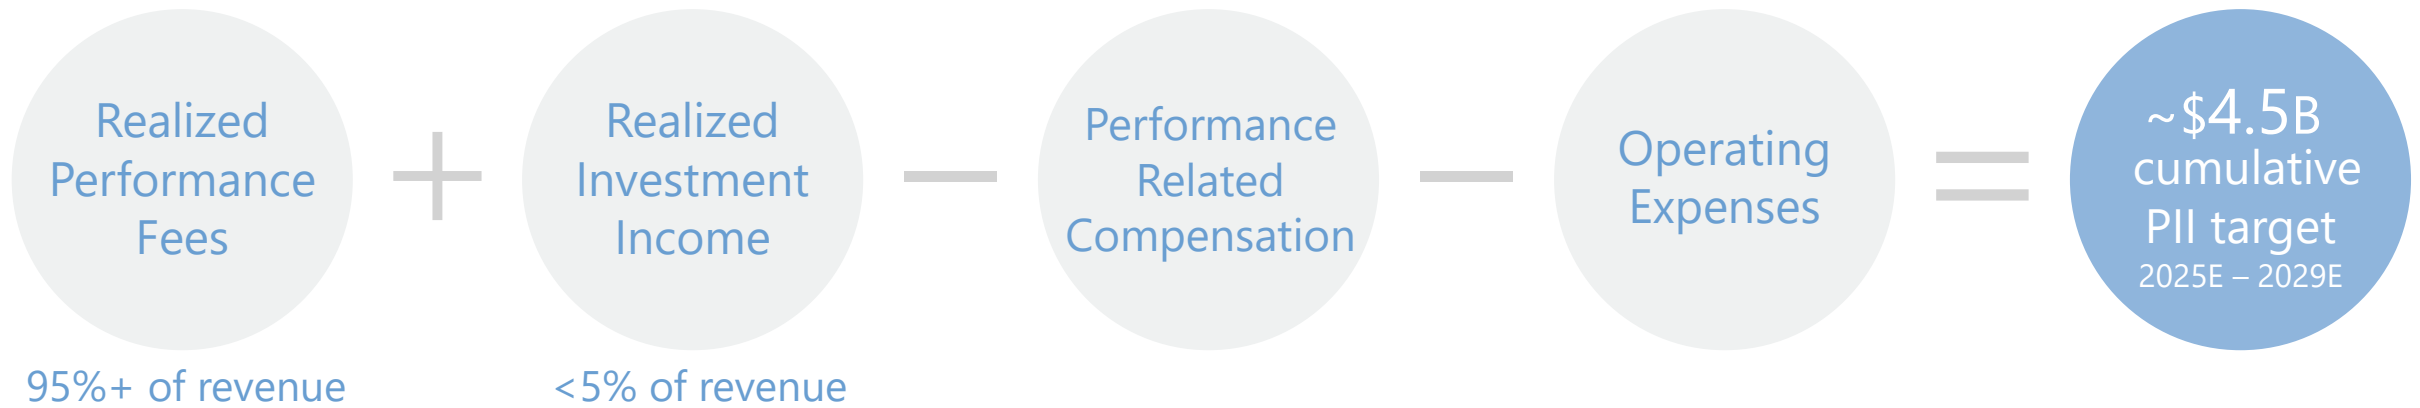 Realized
Performance
Fees
95%+ of revenue
+
Realized
Investment
Income
<5% of revenue
—
Performance
Related
Compensation
—
Operating
Expenses
=
~$4.5B
cumulative
PII target
2025E – 2029E